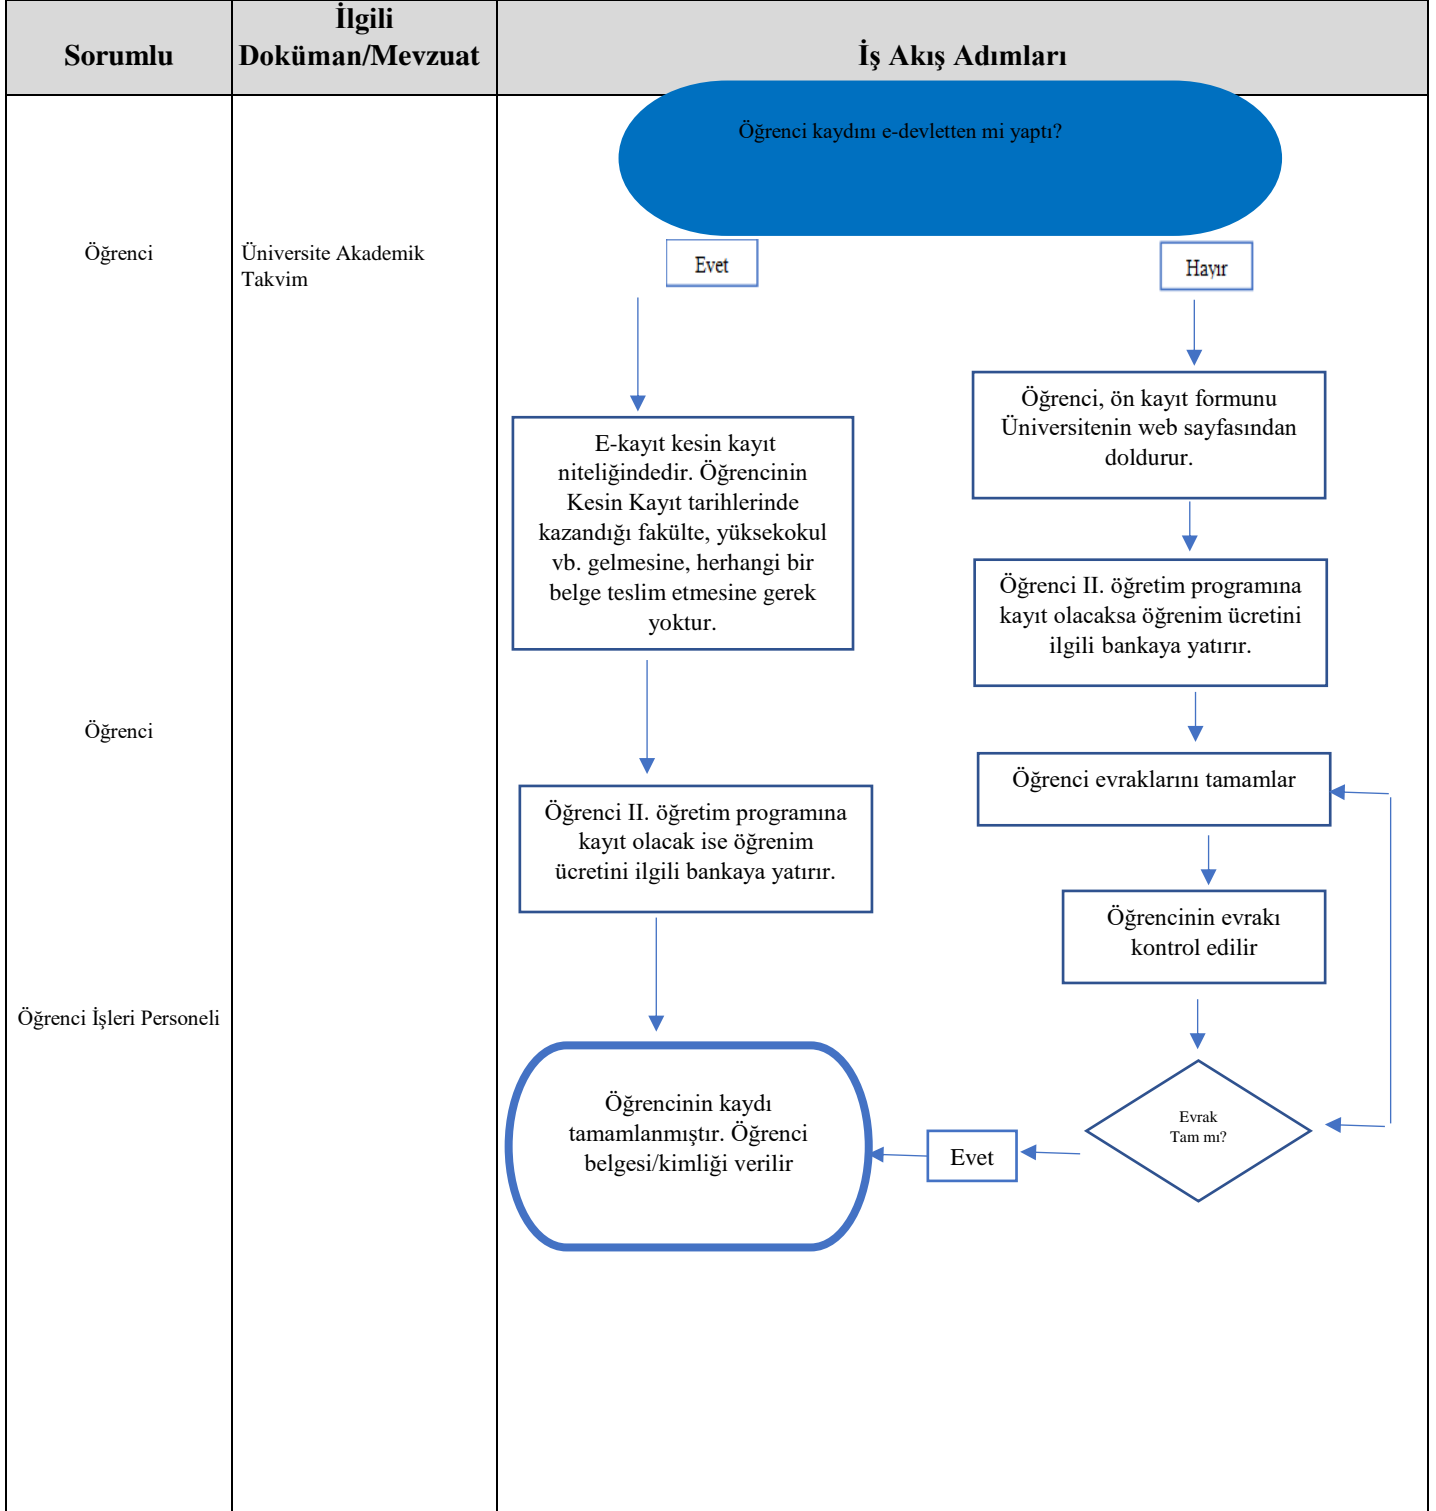 Sorumlu
İlgili
Doküman/Mevzuat
İş Akış Adımları
Öğrenci kaydını e-devletten mi yaptı?
Öğrenci
Üniversite Akademik
Takvim
Evet
Hayır
Öğrenci, ön kayıt formunu
Üniversitenin web sayfasından
doldurur.
E-kayıt kesin kayıt
niteliğindedir. Öğrencinin
Kesin Kayıt tarihlerinde
kazandığı fakülte, yüksekokul
vb. gelmesine, herhangi bir
belge teslim etmesine gerek
yoktur.
Öğrenci II. öğretim programına
kayıt olacaksa öğrenim ücretini
ilgili bankaya yatırır.
Öğrenci
Öğrenci evraklarını tamamlar
Öğrenci II. öğretim programına
kayıt olacak ise öğrenim
ücretini ilgili bankaya yatırır.
Öğrencinin evrakı
kontrol edilir
Öğrenci İşleri Personeli
Öğrencinin kaydı
tamamlanmıştır. Öğrenci
belgesi/kimliği verilir
Evet
Evrak
Tam mı?